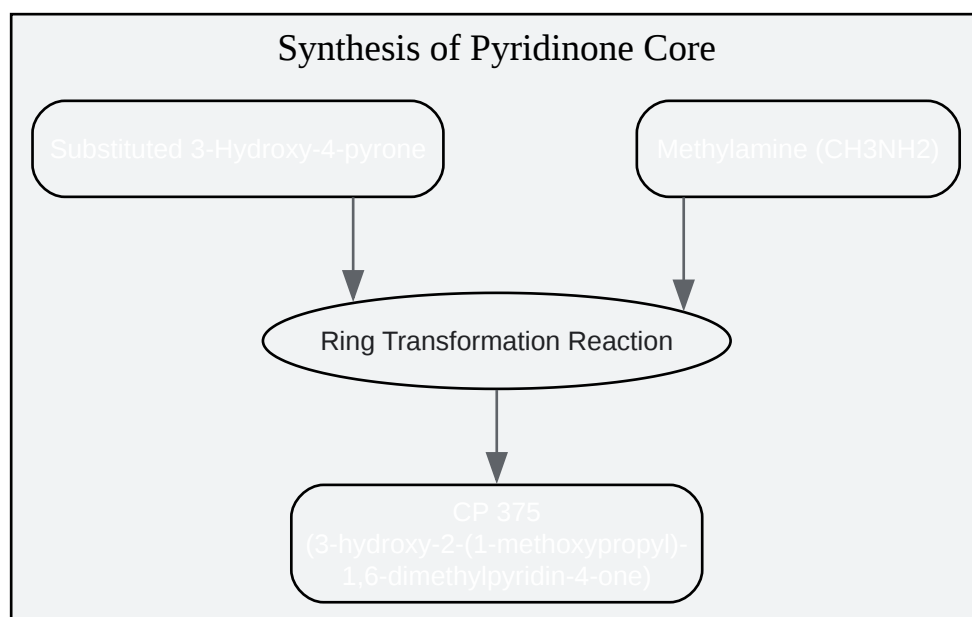 Synthesis of Pyridinone Core
Substituted 3-Hydroxy-4-pyrone
Methylamine (CH3NH2)
Ring Transformation Reaction
CP 375
(3-hydroxy-2-(1-methoxypropyl)-
1,6-dimethylpyridin-4-one)